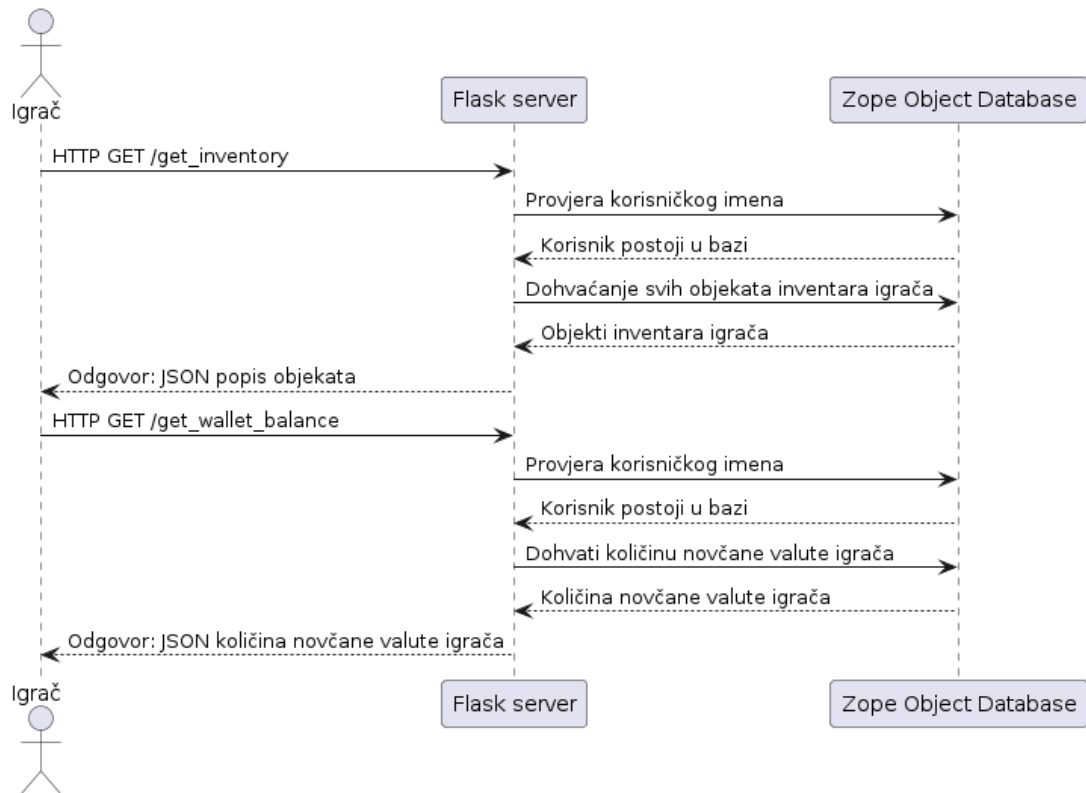 Igrač
Flask server
Zope Object Database
HTTP GET /get_inventory
Provjera korisničkog imena
Korisnik postoji u bazi
Dohvaćanje svih objekata inventara igrača
Objekti inventara igrača
Odgovor: JSON popis objekata
HTTP GET /get_wallet_balance
Provjera korisničkog imena
Korisnik postoji u bazi
Dohvati količinu novčane valute igrača
Količina novčane valute igrača
Odgovor: JSON količina novčane valute igrača
Igrač
Flask server
Zope Object Database